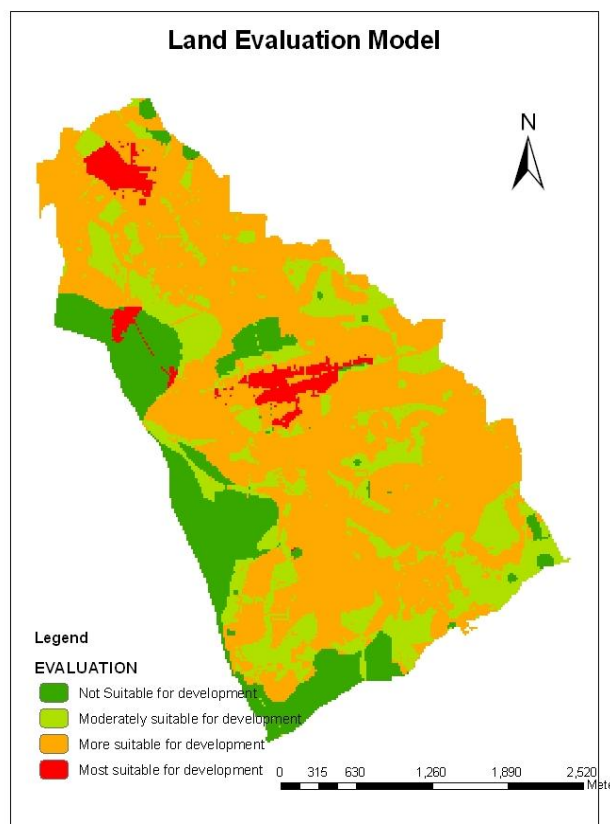 Land Evaluation Model
N
Legend
EVALUATION
Not Suitable for development
Moderately suitable for development
More suitable for development
Most suitable for development
0 315 630 1,260 1,890 2,520
Mete